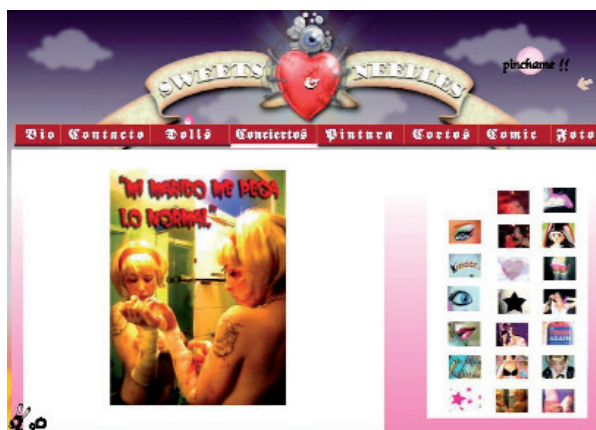 SWEETS & NEEDLES
pinchame !!
Bio Contacto Dolls Conciertos Pintura Cortos Comic Foto
"MI MARIDO ME PEGA
LO NORMAL"